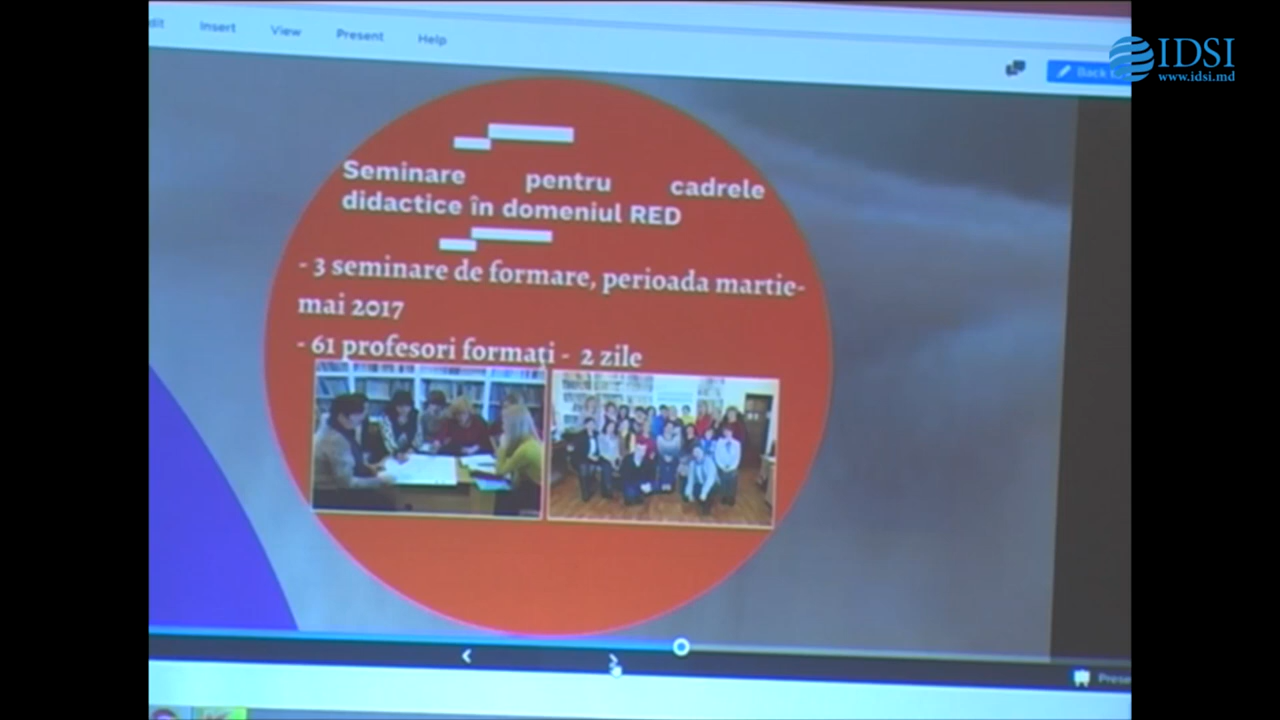 Insert View Present Help
IDSI
www.idsi.md
Back
Seminare pentru cadrele
didactice în domeniul RED
- 3 seminare de formare, perioada martie-
mai 2017
- 61 profesori formați - 2 zile